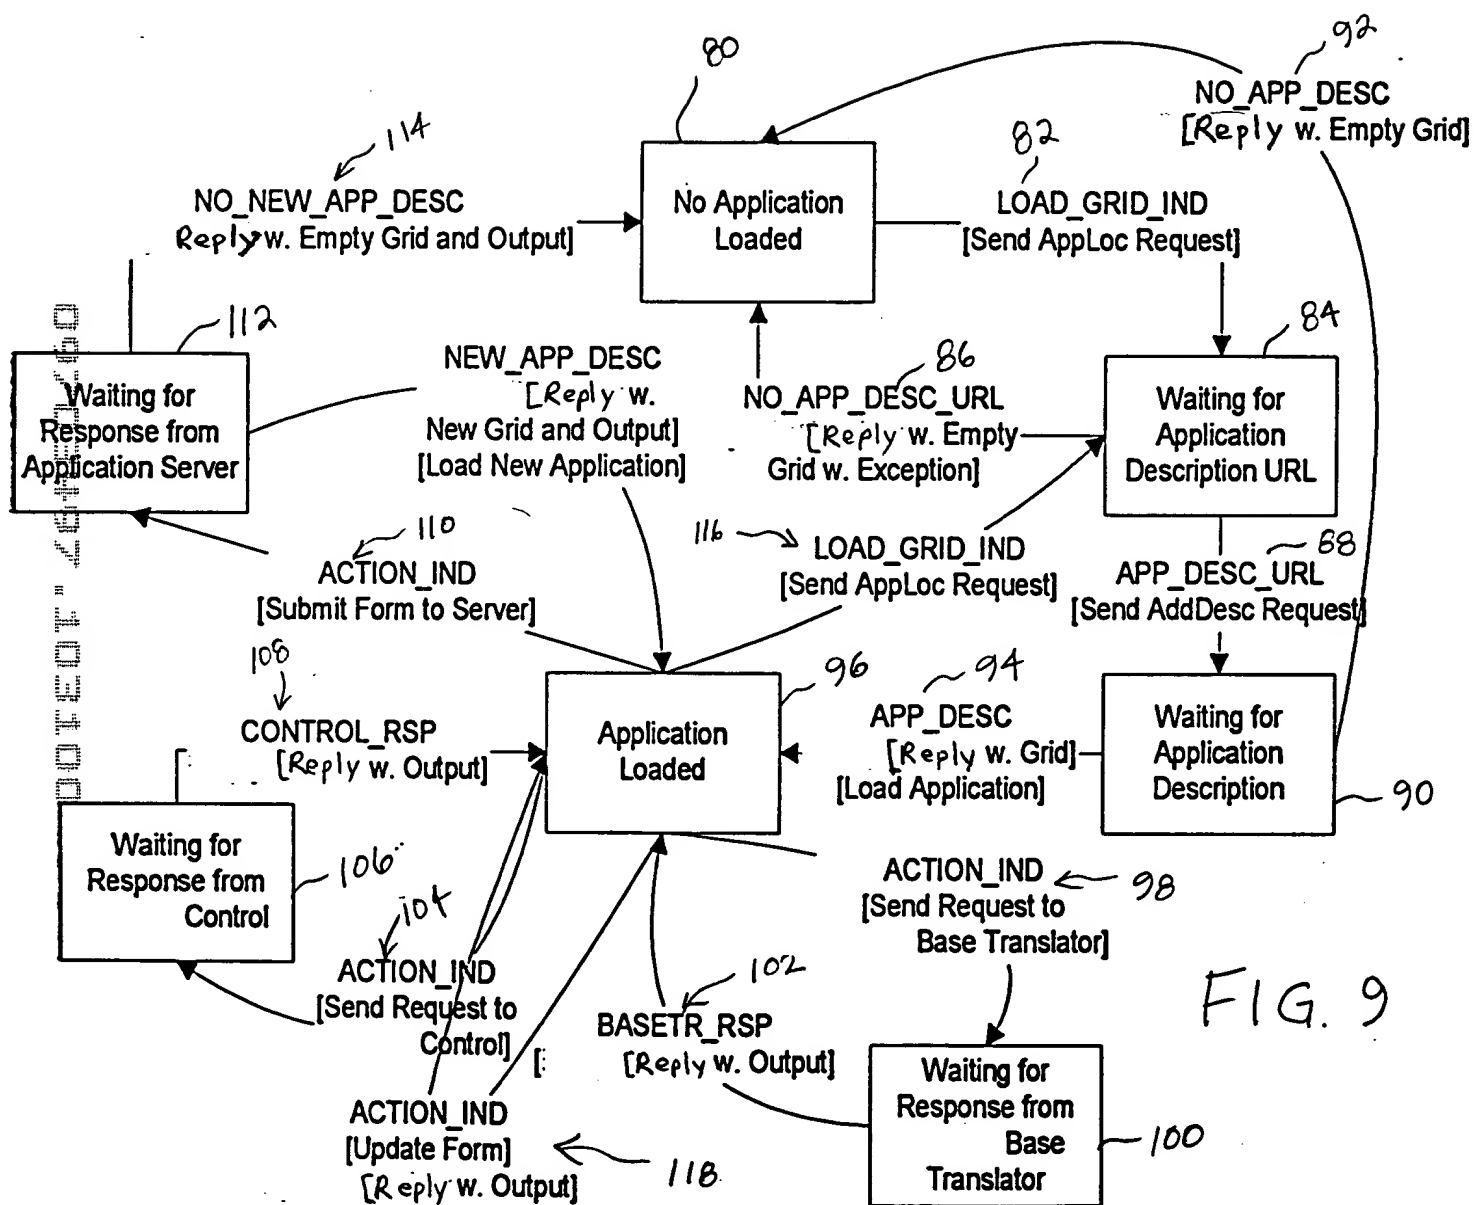 92
80
NO_APP_DESC
[Reply w. Empty Grid]
114
82
NO_NEW_APP_DESC
Reply w. Empty Grid and Output]
No Application
Loaded
LOAD_GRID_IND
[Send AppLoc Request]
112
84
Waiting for
Response from
Application Server
NEW_APP_DESC
[Reply w.
New Grid and Output]
[Load New Application]
86
NO_APP_DESC_URL
[Reply w. Empty
Grid w. Exception]
Waiting for
Application
Description URL
110
ACTION_IND
[Submit Form to Server]
116
LOAD_GRID_IND
[Send AppLoc Request]
88
APP_DESC_URL
[Send AddDesc Request]
108
CONTROL_RSP
[Reply w. Output]
96
Application
Loaded
94
APP_DESC
[Reply w. Grid]
[Load Application]
Waiting for
Application
Description
90
Waiting for
Response from
Control
106
104
ACTION_IND
[Send Request to
Control]
ACTION_IND
[Send Request to
Base Translator]
98
102
BASETR_RSP
[Reply w. Output]
[:
FIG. 9
ACTION_IND
[Update Form]
[Reply w. Output]
118
Waiting for
Response from
Base
Translator
100